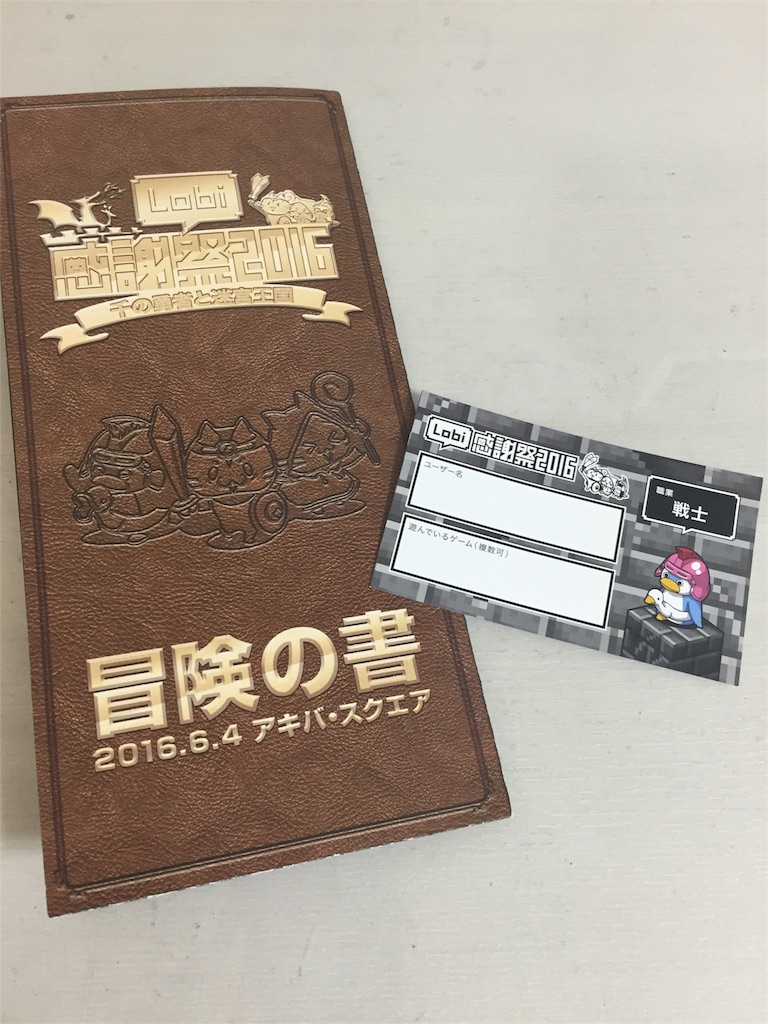 Lobi
感謝祭2016
千の勇者と迷宮王国
冒険の書
2016.6.4 アキバ・スクエア
Lobi 感謝祭2016
ユーザー名
職業
戦士
遊んでいるゲーム(複数可)